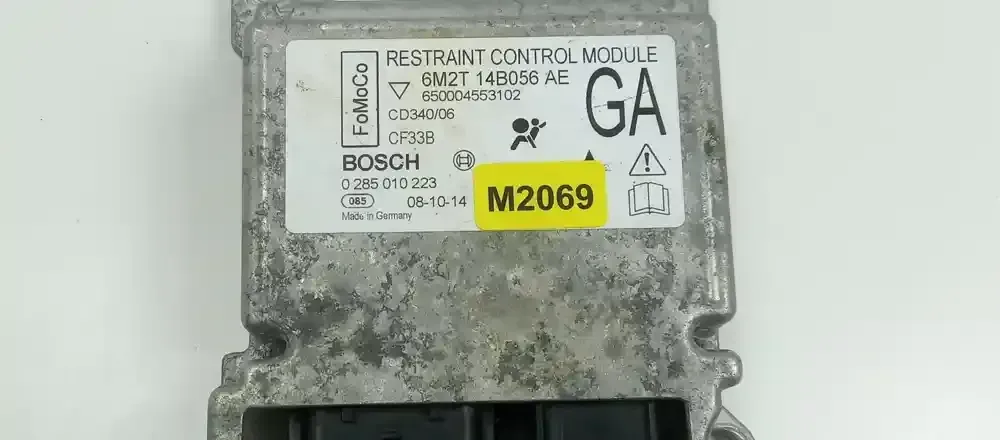 RESTRAINT CONTROL MODULE
FoMoCo
6M2T 14B056 AE
650004553102
GA
CD340/06
CF33B
BOSCH
0 285 010 223
085
08-10-14
M2069
Made in Germany